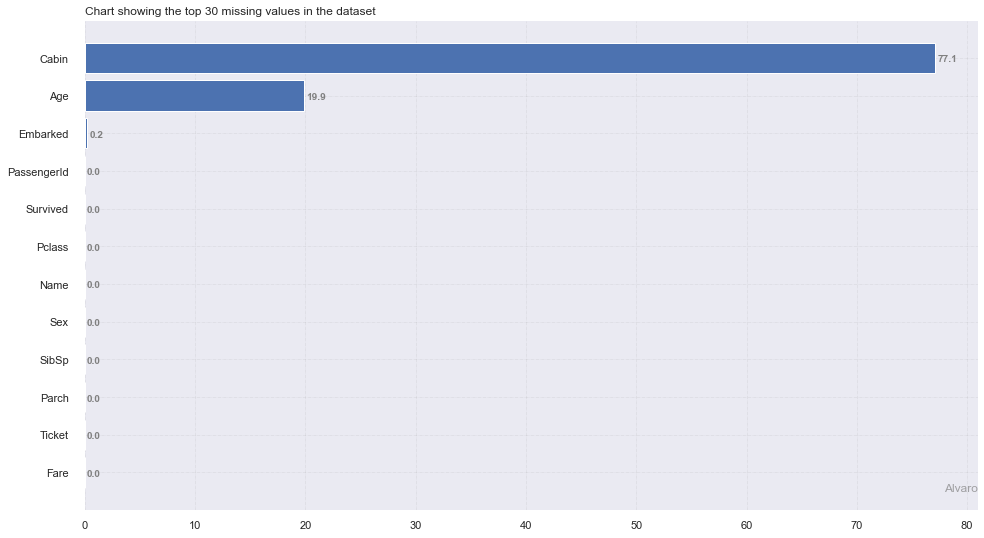 Chart showing the top 30 missing values in the dataset
Cabin 77.1
Age 19.9
Embarked 0.2
PassengerId 0.0
Survived 0.0
Pclass 0.0
Name 0.0
Sex 0.0
SibSp 0.0
Parch 0.0
Ticket 0.0
Fare 0.0
Alvaro
0 10 20 30 40 50 60 70 80